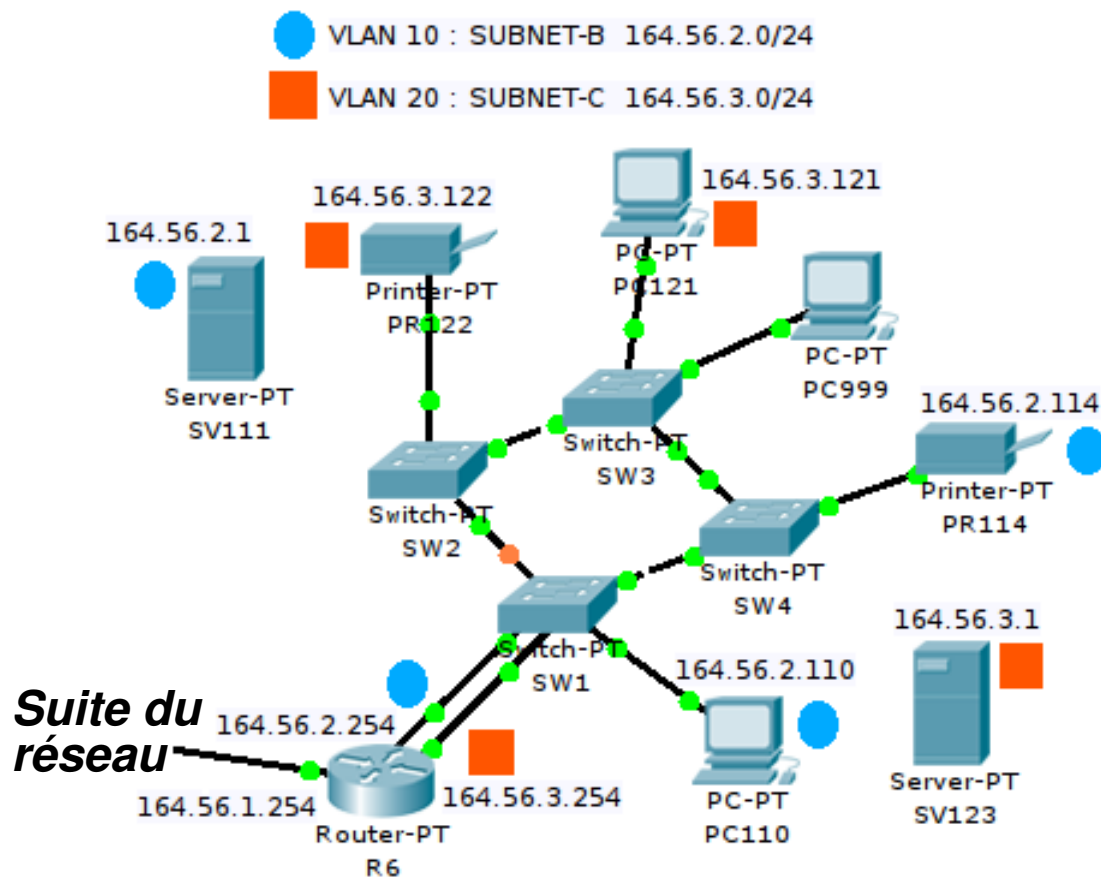 VLAN 10 : SUBNET-B 164.56.2.0/24
VLAN 20 : SUBNET-C 164.56.3.0/24
164.56.3.122
164.56.3.121
164.56.2.1
PC-PT
PC121
Printer-PT
PR122
PC-PT
PC999
Server-PT
SV111
164.56.2.114
Switch-PT
SW3
Printer-PT
PR114
Switch-PT
SW2
Switch-PT
SW4
164.56.3.1
Switch-PT
SW1
164.56.2.110
Suite du
réseau
164.56.2.254
164.56.1.254
164.56.3.254
Server-PT
SV123
PC-PT
PC110
Router-PT
R6